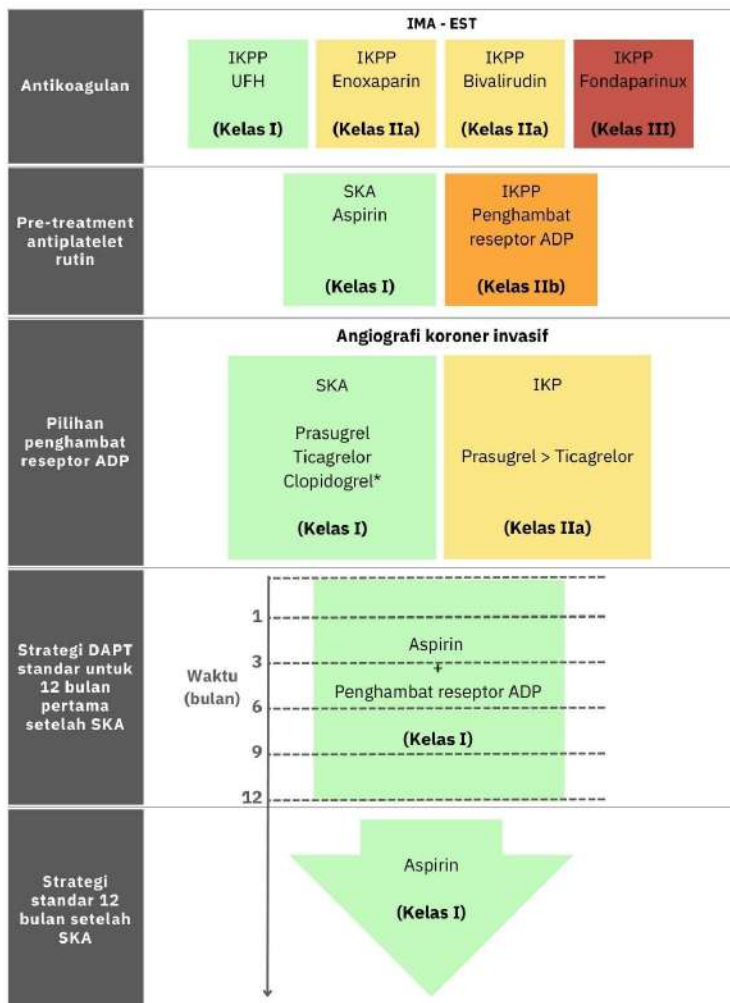 IMA - EST
Antikoagulan
IKPP
UFH
(Kelas I)
IKPP
Enoxaparin
(Kelas IIa)
IKPP
Bivalirudin
(Kelas IIa)
IKPP
Fondaparinux
(Kelas III)
Pre-treatment
antiplatelet
rutin
SKA
Aspirin
(Kelas I)
IKPP
Penghambat
reseptor ADP
(Kelas IIb)
Angiografi koroner invasif
Pilihan
penghambat
reseptor ADP
SKA
Prasugrel
Ticagrelor
Clopidogrel*
(Kelas I)
IKP
Prasugrel > Ticagrelor
(Kelas IIa)
Strategi DAPT
standar untuk
12 bulan
pertama
setelah SKA
Waktu
(bulan)
1
3
6
9
12
Aspirin
+
Penghambat reseptor ADP
(Kelas I)
Strategi
standar 12
bulan setelah
SKA
Aspirin
(Kelas I)